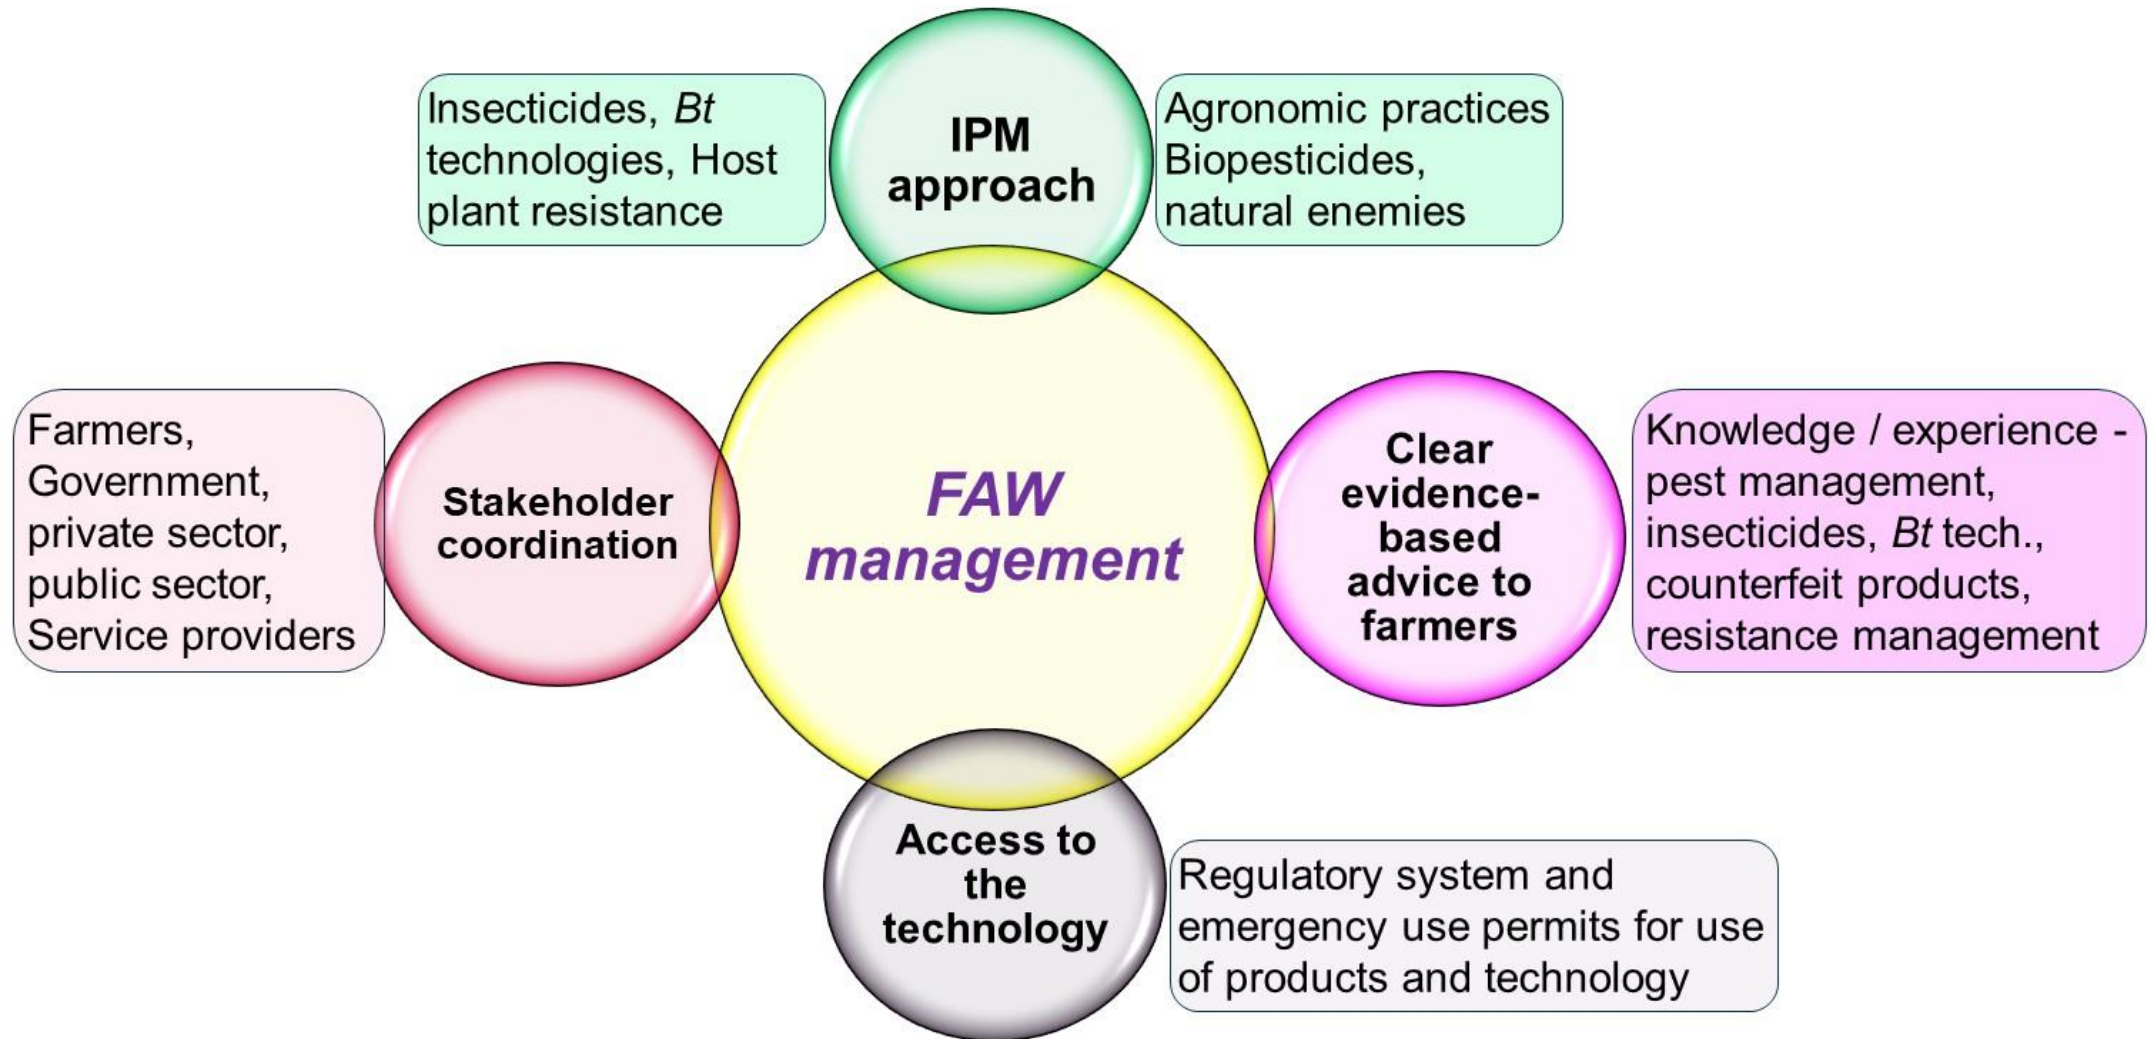 Insecticides, Bt
technologies, Host
plant resistance
IPM
approach
Agronomic practices
Biopesticides,
natural enemies
Farmers,
Government,
private sector,
public sector,
Service providers
Stakeholder
coordination
FAW
management
Clear
evidence-
based
advice to
farmers
Knowledge / experience -
pest management,
insecticides, Bt tech.,
counterfeit products,
resistance management
Access to
the
technology
Regulatory system and
emergency use permits for use
of products and technology